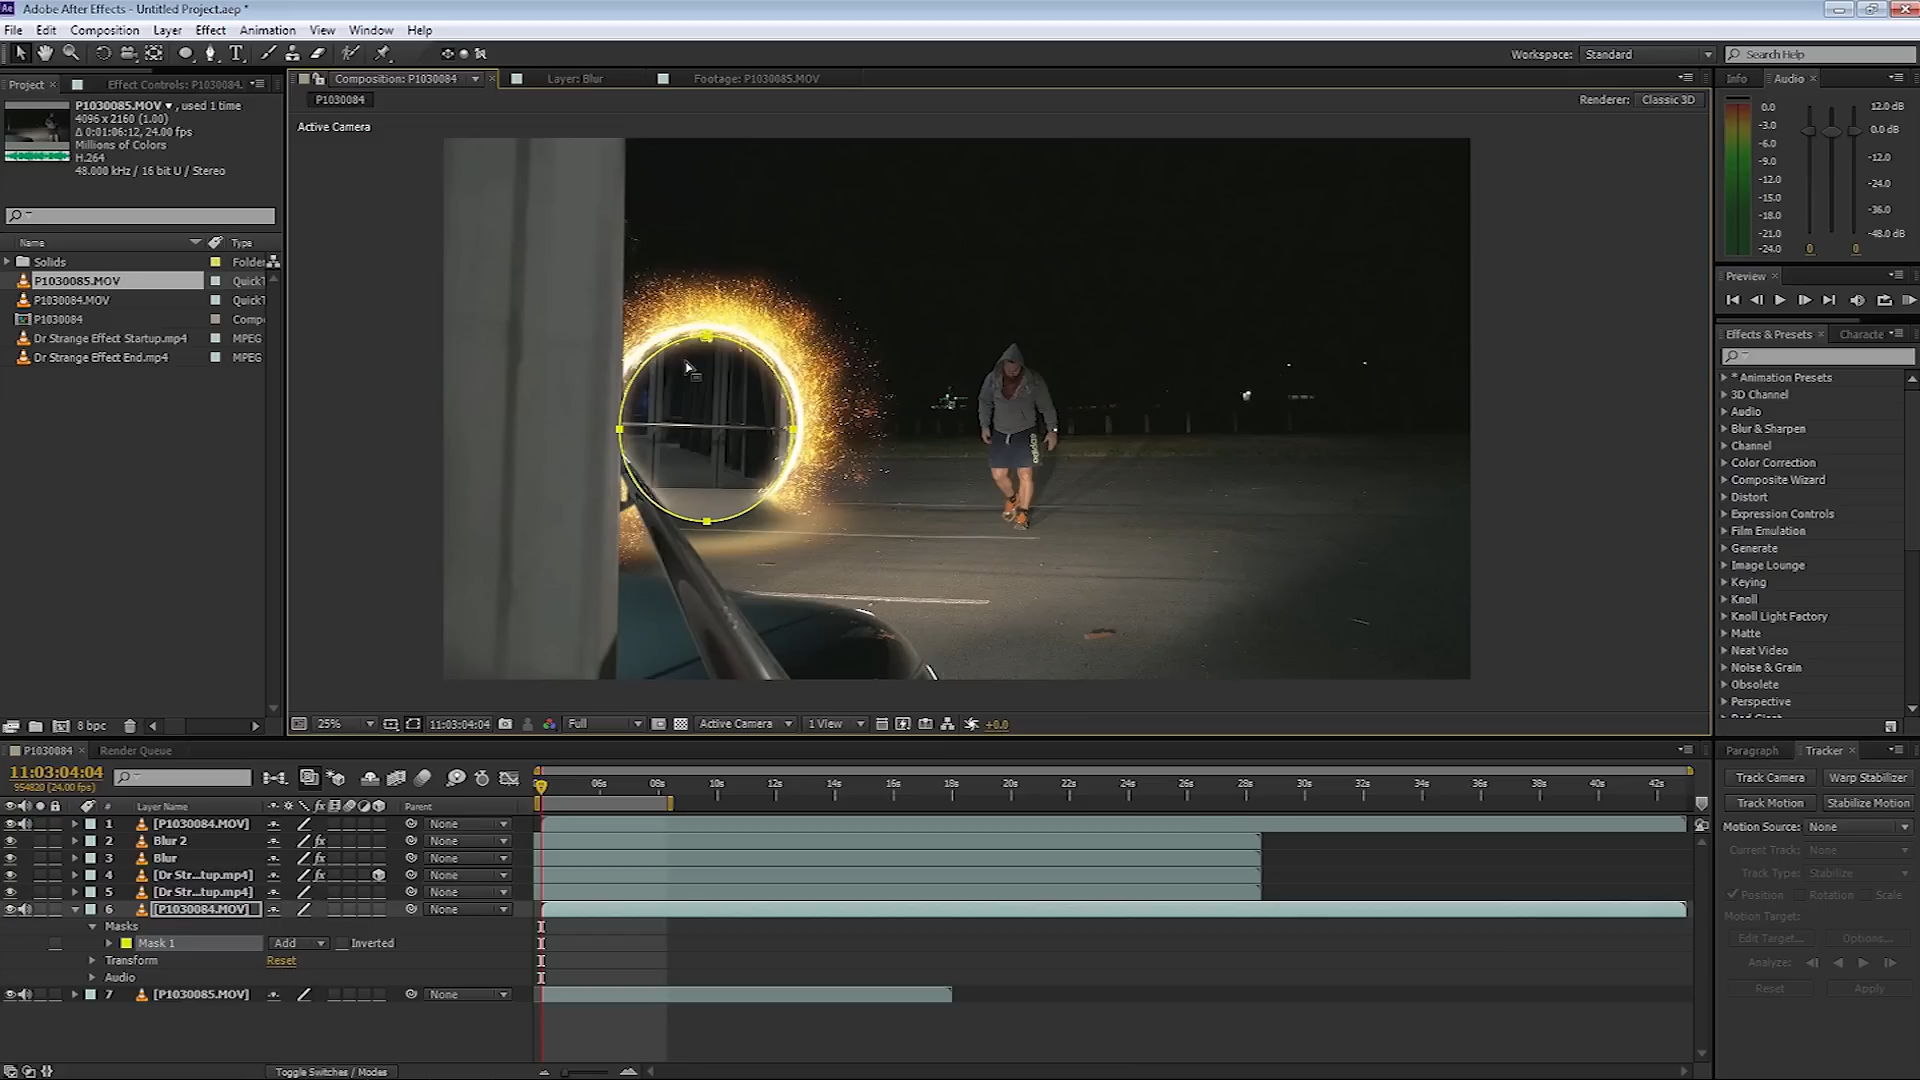 Adobe After Effects - Untitled Project.aep *
File Edit Composition Layer Effect Animation View Window Help
Workspace: Standard Search Help
Project Effect Controls: P1030084.
Composition: P1030084 Layer: Blur Footage: P1030085.MOV
Info Audio
P1030084
Renderer: Classic 3D
P1030085.MOV , used 1 time
4096 x 2160 (1.00)
Δ 0:01:06:12, 24.00 fps
Millions of Colors
H.264
48.000 kHz / 16 bit U / Stereo
Active Camera
0.0 12.0 dB
-3.0 0.0 dB
-6.0
-9.0 -12.0
-12.0 -24.0
-15.0
-18.0 -36.0
-21.0 -48.0 dB
-24.0 0 0
Name Type
Solids Folder
P1030085.MOV QuickT
P1030084.MOV QuickT
P1030084 Compo
Dr Strange Effect Startup.mp4 MPEG
Dr Strange Effect End.mp4 MPEG
Preview
Effects & Presets Characte
* Animation Presets
3D Channel
Audio
Blur & Sharpen
Channel
Color Correction
Composite Wizard
Distort
Expression Controls
Film Emulation
Generate
Image Lounge
Keying
Knoll
Knoll Light Factory
Matte
Neat Video
Noise & Grain
Obsolete
Perspective
adidas
8 bpc
25% 11:03:04:04 Full Active Camera 1 View +0.0
P1030084 Render Queue
Paragraph Tracker
11:03:04:04
954820 (24.00 fps)
06s 08s 10s 12s 14s 16s 18s 20s 22s 24s 26s 28s 30s 32s 34s 36s 38s 40s 42s
# Layer Name fx Parent
1 [P1030084.MOV] None
2 Blur 2 fx None
3 Blur fx None
4 [Dr Str...tup.mp4] fx None
5 [Dr Str...tup.mp4] None
6 [P1030084.MOV] None
Masks
Mask 1 Add Inverted
Transform Reset
Audio
7 [P1030085.MOV] None
Toggle Switches / Modes
Track Camera Warp Stabilizer
Track Motion Stabilize Motion
Motion Source: None
Current Track: None
Track Type: Stabilize
Position Rotation Scale
Motion Target:
Edit Target... Options...
Analyze:
Reset Apply